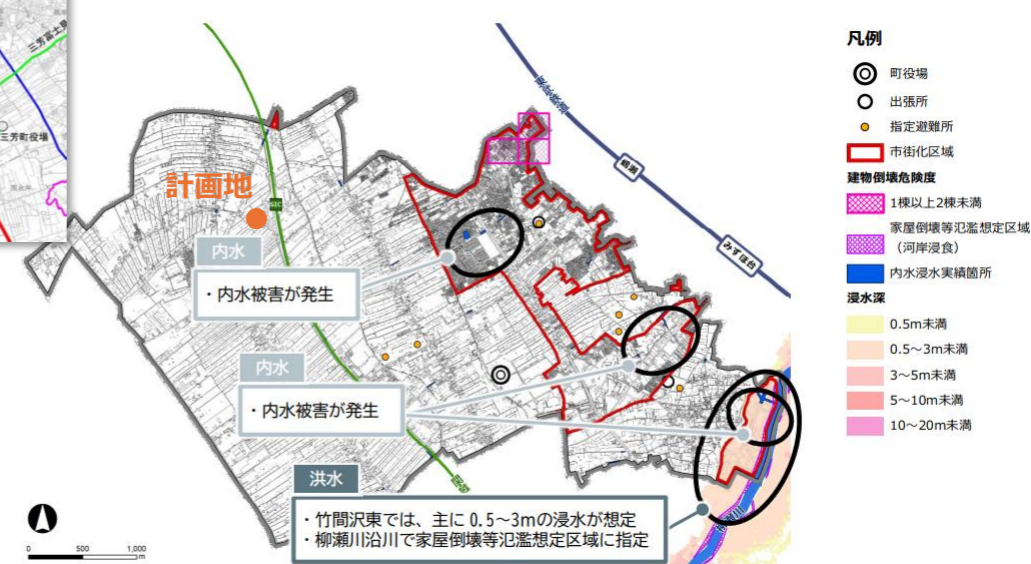 三芳富士見
三芳町役場
凡例
町役場
出張所
指定避難所
市街化区域
建物倒壊危険度
1棟以上2棟未満
家屋倒壊等氾濫想定区域
（河岸浸食）
内水浸水実績箇所
浸水深
0.5m未満
0.5～3m未満
3～5m未満
5～10m未満
10～20m未満
鶴瀬
みずほ台
計画地
SIC
内水
・内水被害が発生
内水
・内水被害が発生
洪水
・竹間沢東では、主に0.5～3mの浸水が想定
・柳瀬川沿川で家屋倒壊等氾濫想定区域に指定
0 500 1,000
m